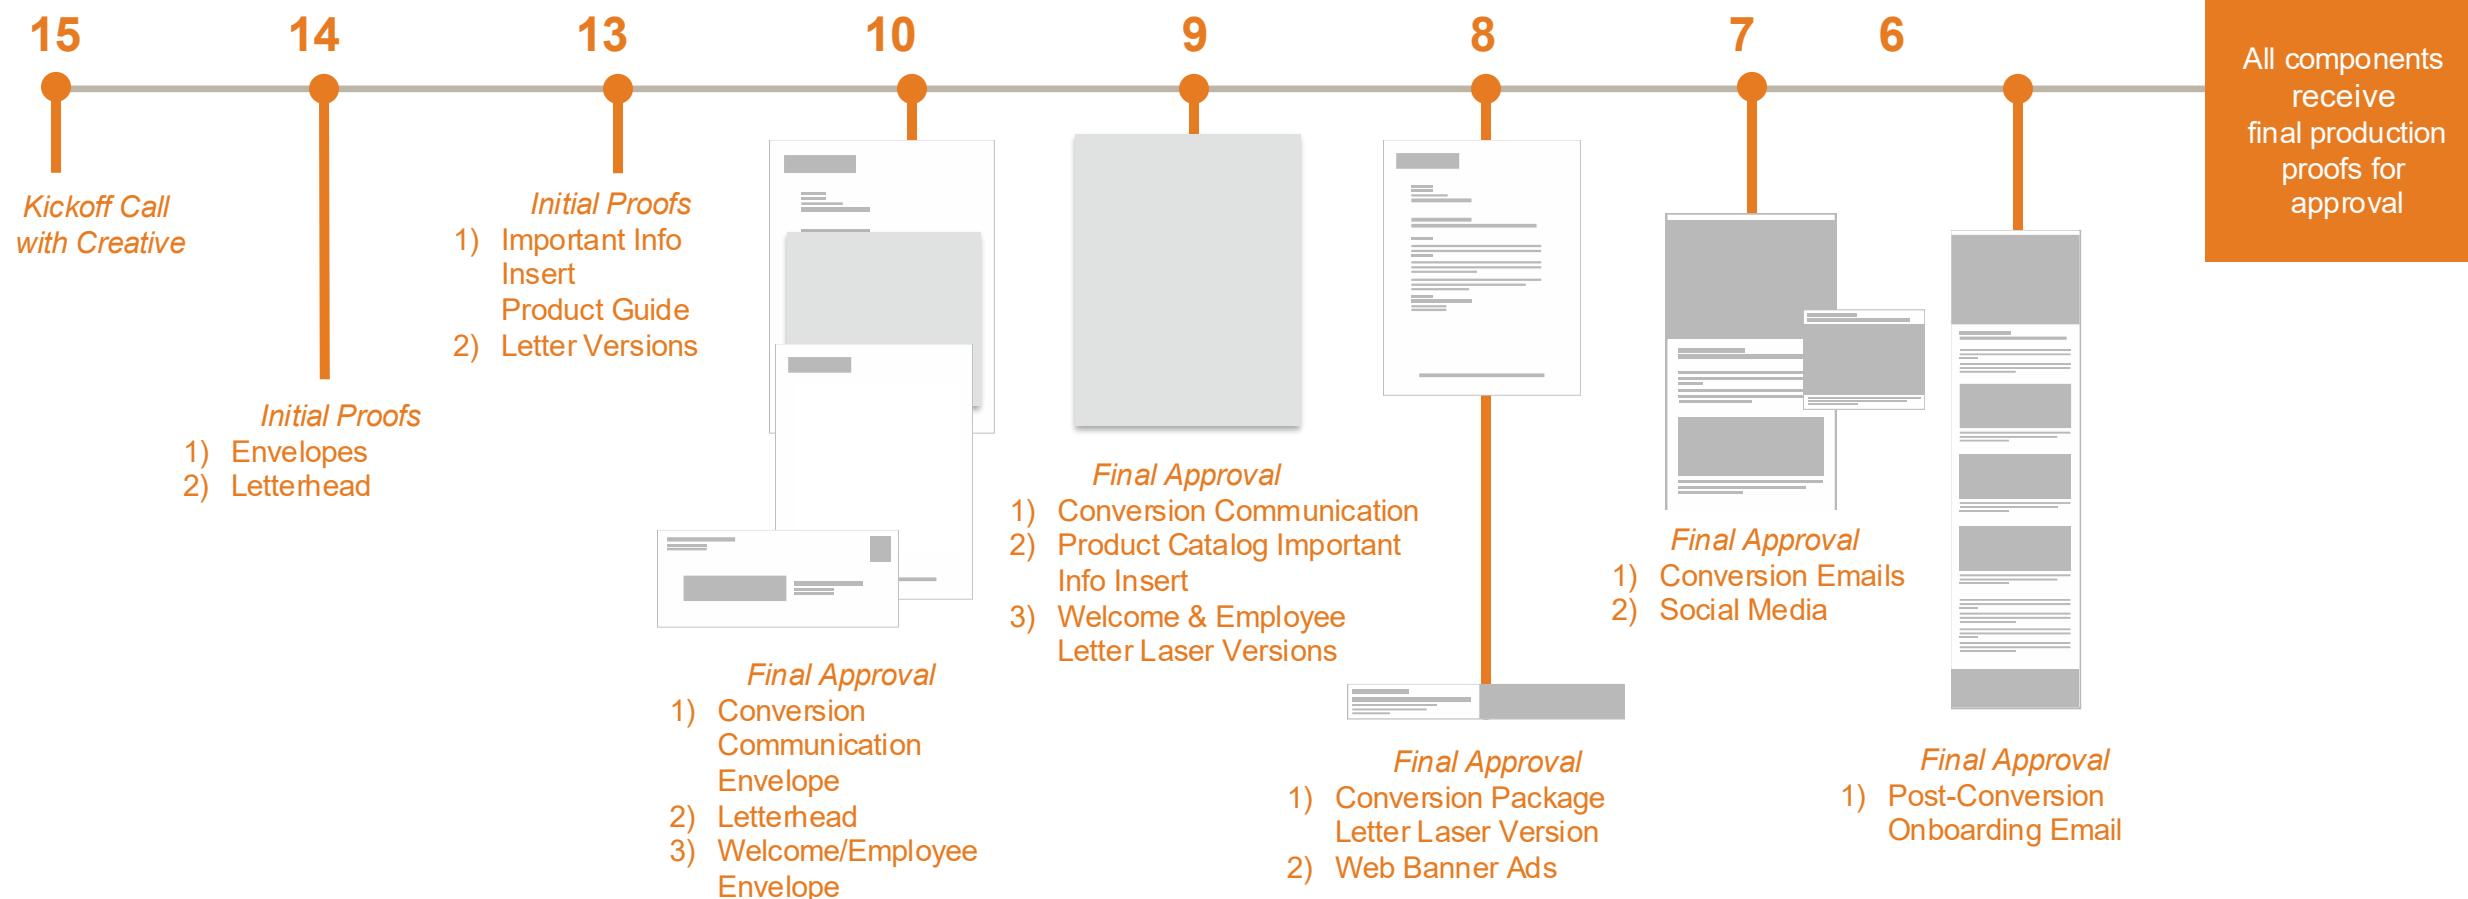 15
14
13
10
9
8
7
6
All components
receive
final production
proofs for
approval
Kickoff Call
with Creative
Initial Proofs
1) Envelopes
2) Letterhead
Initial Proofs
1) Important Info
Insert
Product Guide
2) Letter Versions
Final Approval
1) Conversion
Communication
Envelope
2) Letterhead
3) Welcome/Employee
Envelope
Final Approval
1) Conversion Communication
2) Product Catalog Important
Info Insert
3) Welcome & Employee
Letter Laser Versions
Final Approval
1) Conversion Package
Letter Laser Version
2) Web Banner Ads
Final Approval
1) Conversion Emails
2) Social Media
Final Approval
1) Post-Conversion
Onboarding Email